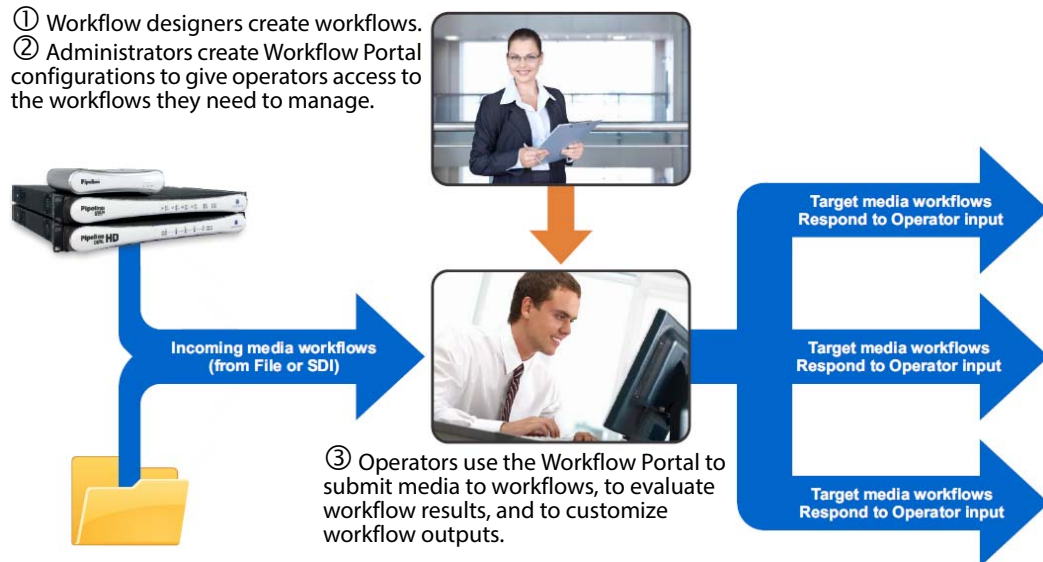 ① Workflow designers create workflows.
② Administrators create Workflow Portal
configurations to give operators access to
the workflows they need to manage.
Pipeline
Pipeline
Pipeline
HD
Incoming media workflows
(from File or SDI)
Target media workflows
Respond to Operator input
Target media workflows
Respond to Operator input
Target media workflows
Respond to Operator input
③ Operators use the Workflow Portal to
submit media to workflows, to evaluate
workflow results, and to customize
workflow outputs.